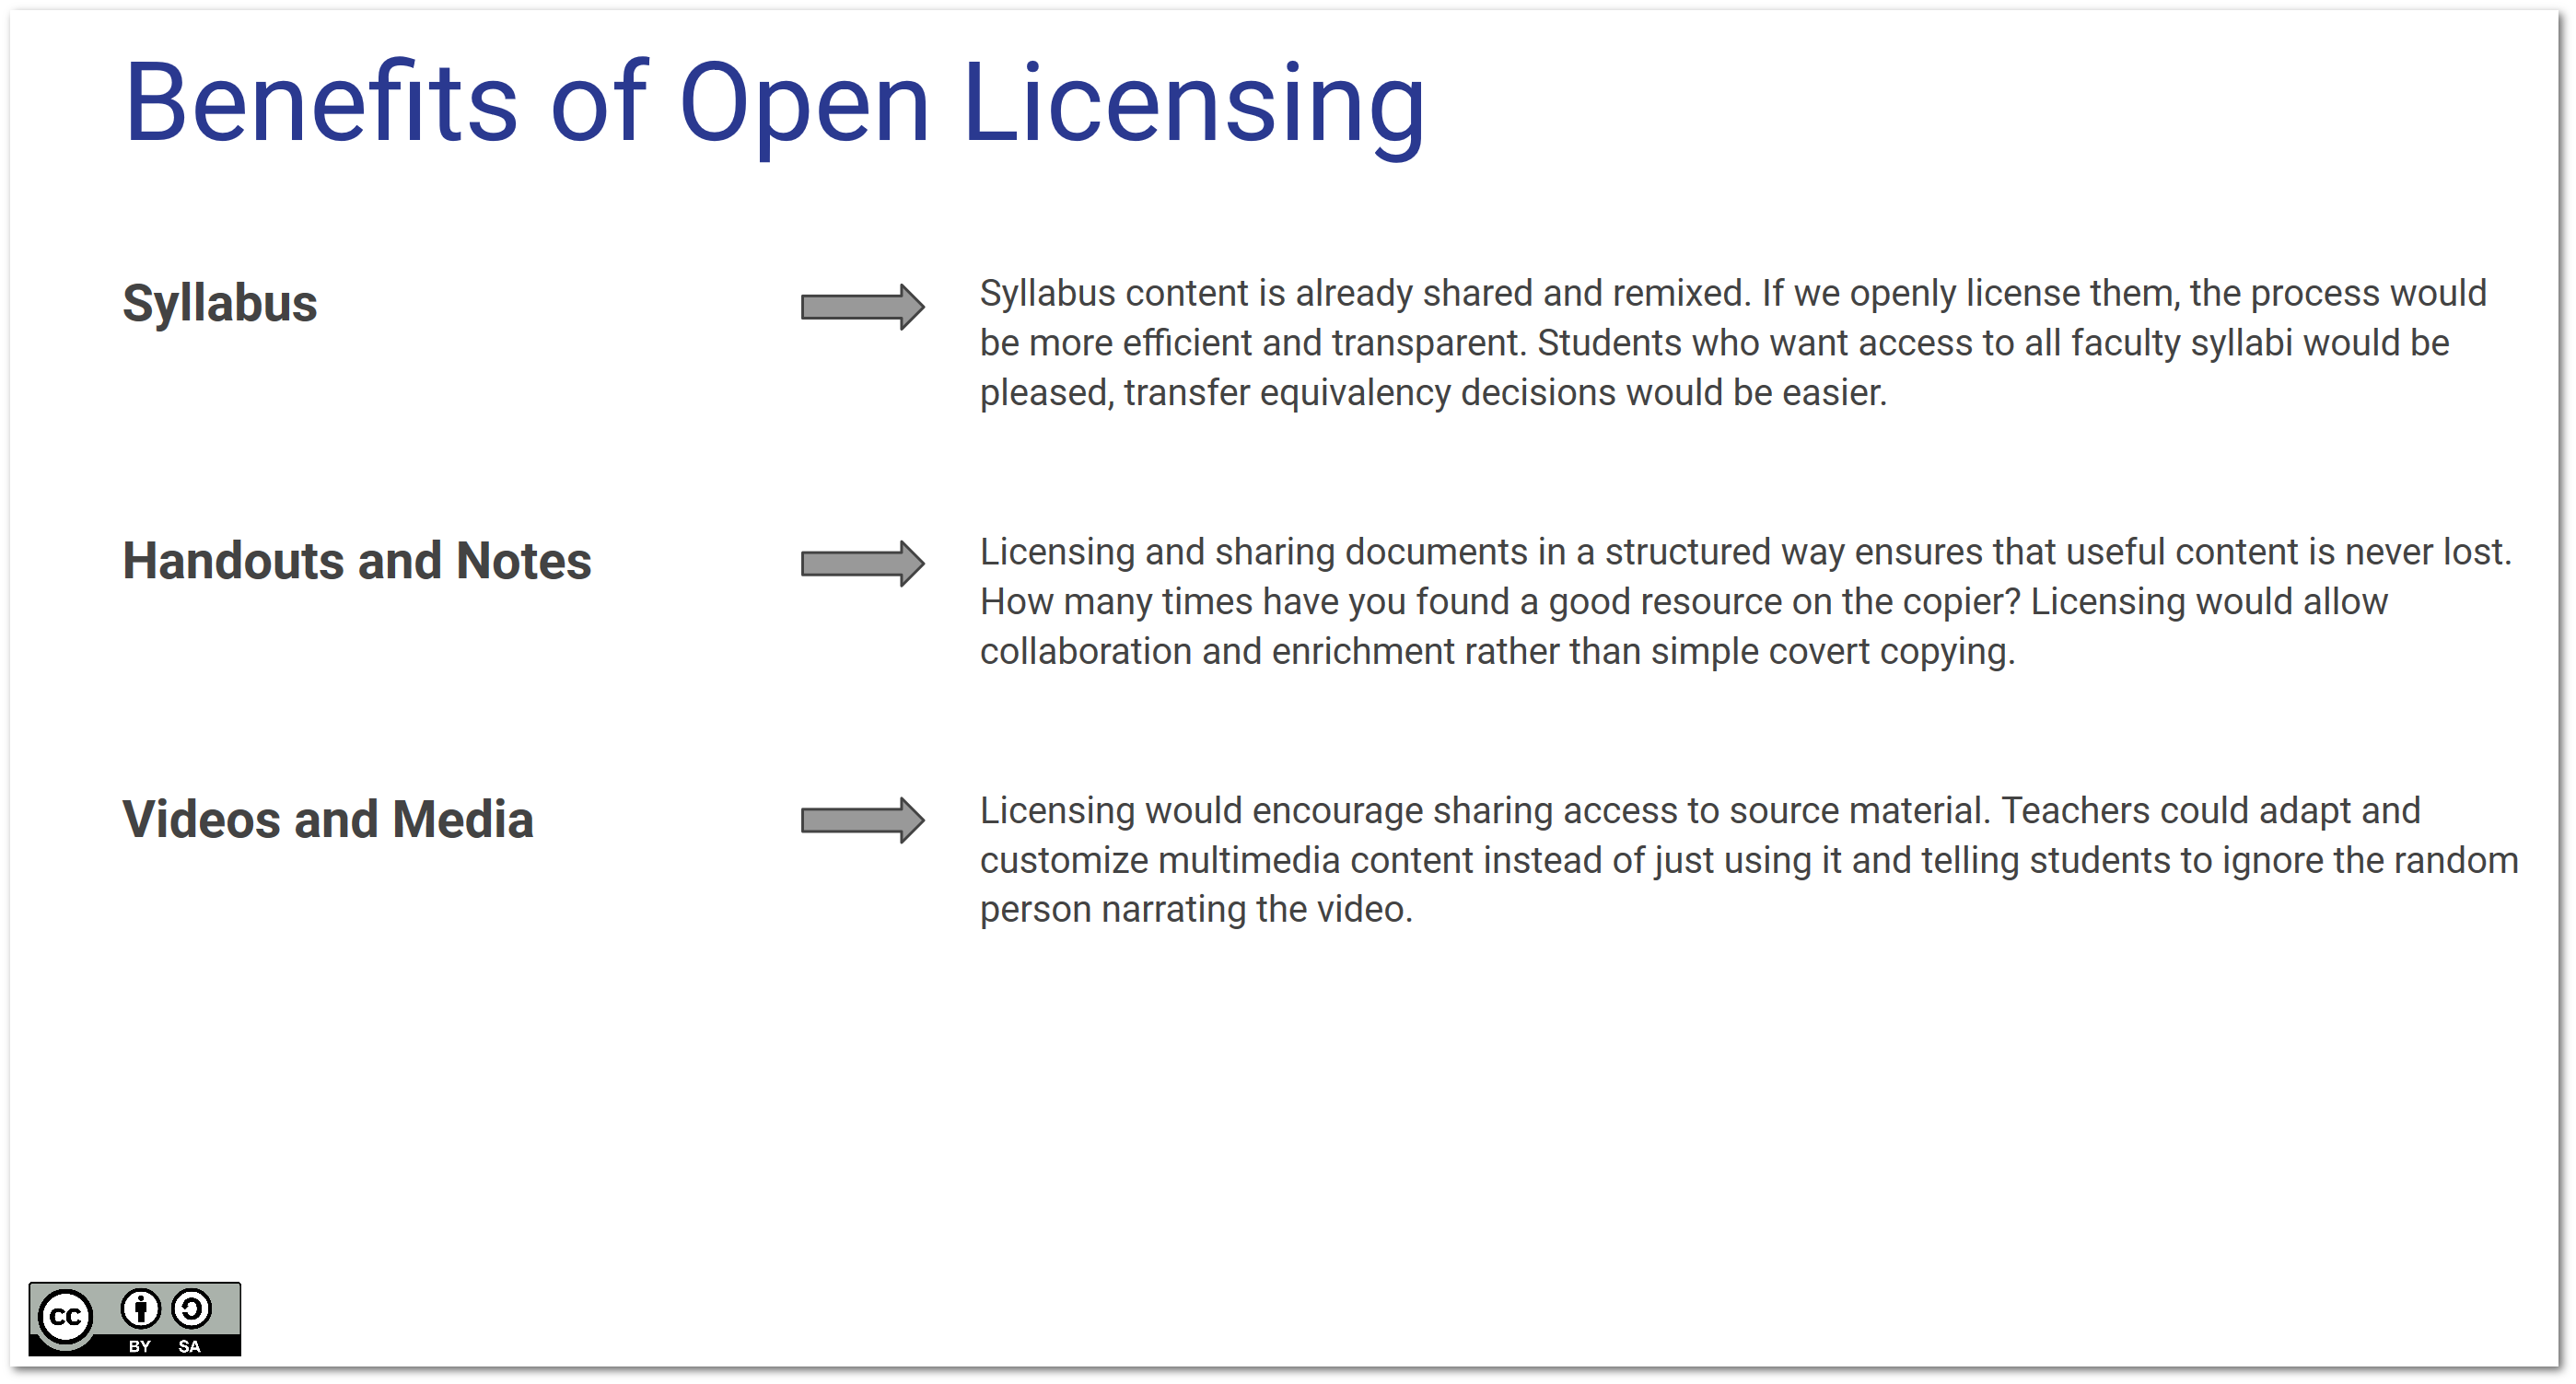 Benefits of Open Licensing
Syllabus
Syllabus content is already shared and remixed. If we openly license them, the process would
be more efficient and transparent. Students who want access to all faculty syllabi would be
pleased, transfer equivalency decisions would be easier.
Handouts and Notes
Licensing and sharing documents in a structured way ensures that useful content is never lost.
How many times have you found a good resource on the copier? Licensing would allow
collaboration and enrichment rather than simple covert copying.
Videos and Media
Licensing would encourage sharing access to source material. Teachers could adapt and
customize multimedia content instead of just using it and telling students to ignore the random
person narrating the video.
cc
BY SA